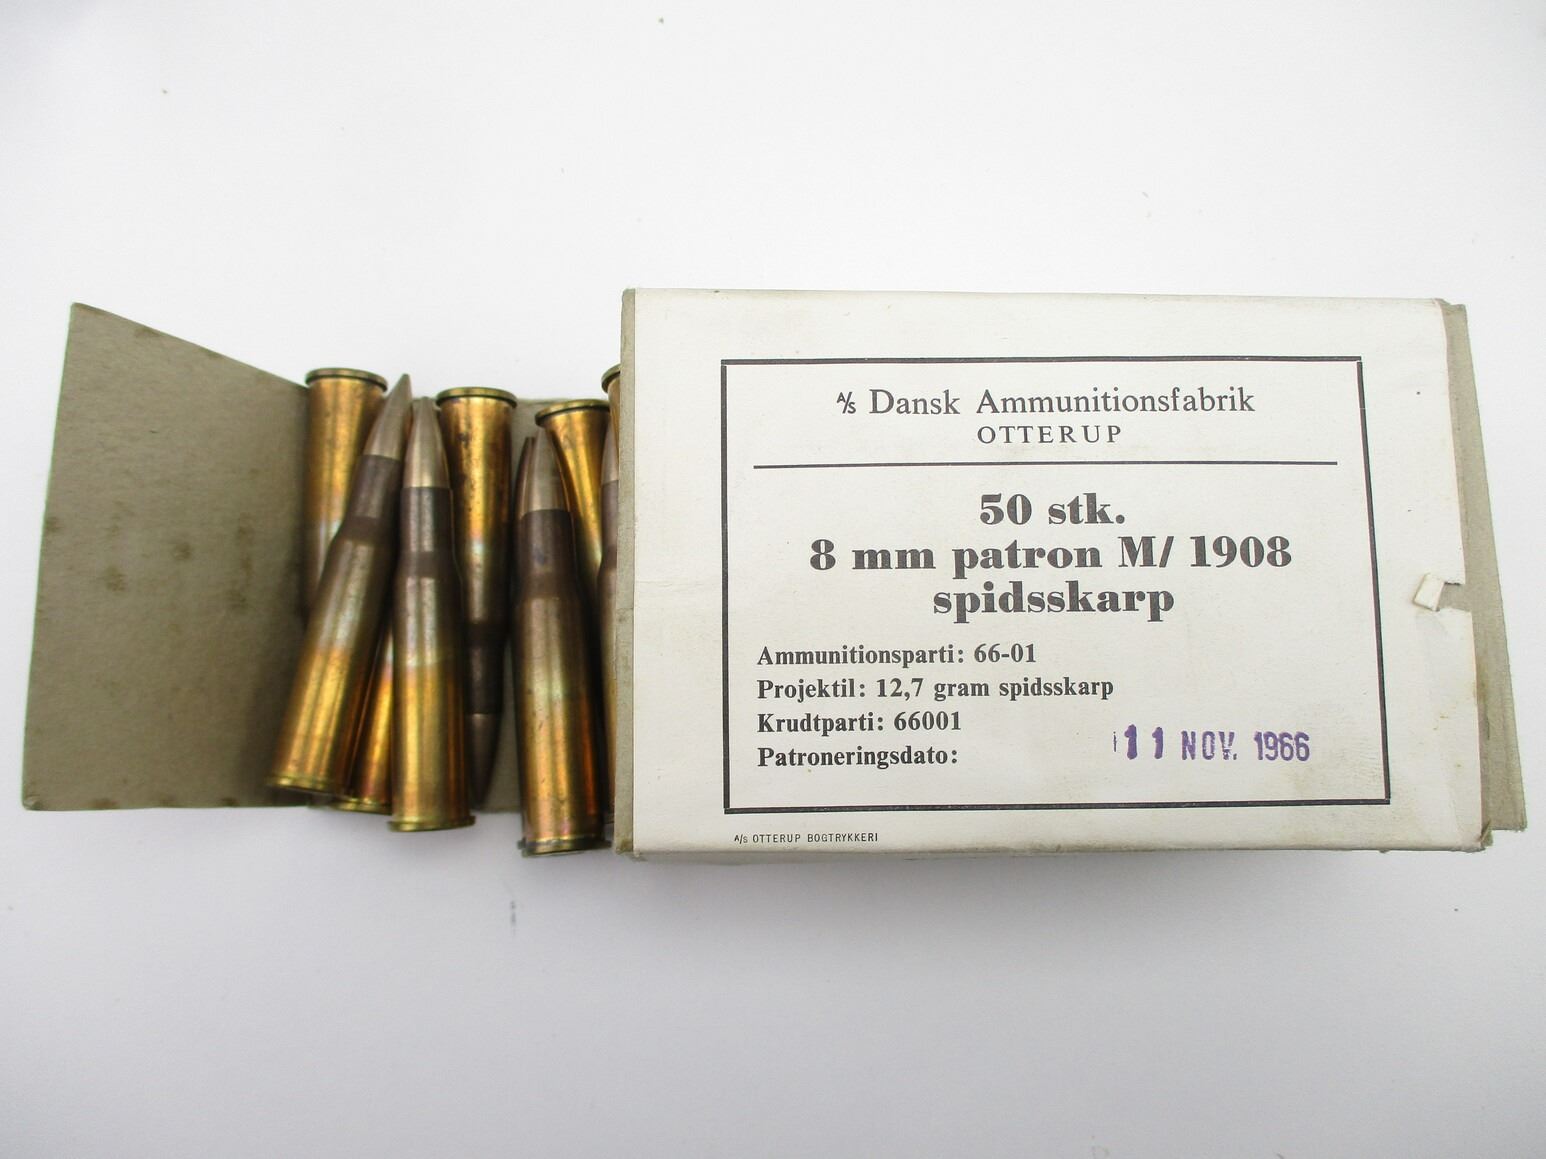 A/S Dansk Ammunitionsfabrik
OTTERUP
50 stk.
8 mm patron M/ 1908
spidsskarp
Ammunitionsparti: 66-01
Projektil: 12,7 gram spidsskarp
Krudtparti: 66001
Patroneringsdato: 11 NOV. 1966
A/s OTTERUP BOGTRYKKERI